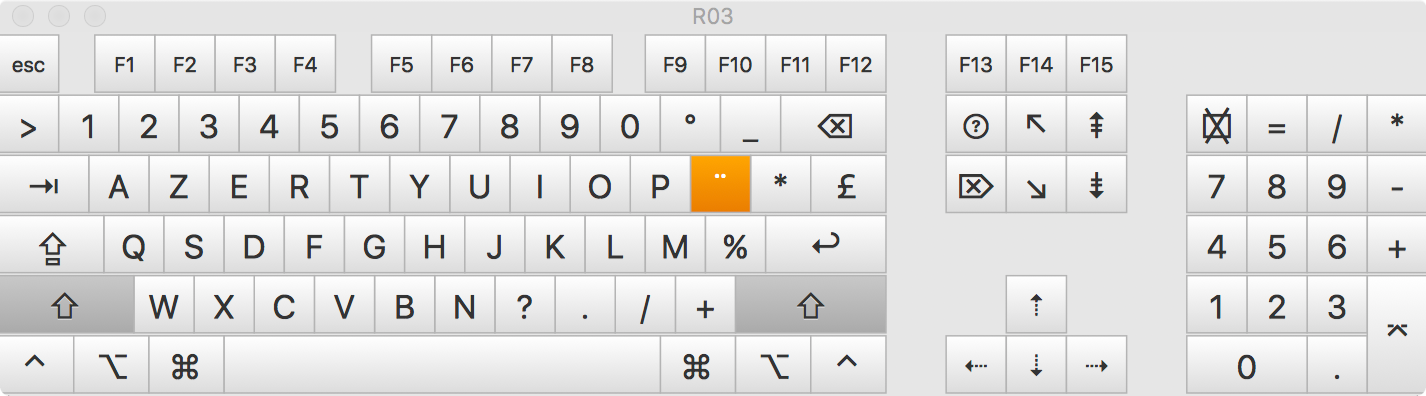 R03
esc F1 F2 F3 F4 F5 F6 F7 F8 F9 F10 F11 F12 F13 F14 F15
> 1 2 3 4 5 6 7 8 9 0 ° _ ⌫ ? ↖ ⇞ = / *
⇥ A Z E R T Y U I O P ¨ * £ ⌦ ↘ ⇟ 7 8 9 -
⇪ Q S D F G H J K L M % ↩ 4 5 6 +
⇧ W X C V B N ? . / + ⇧ ⇡ 1 2 3 ⌅
⌃ ⌥ ⌘ ⌘ ⌥ ⌃ ⇠ ⇣ ⇢ 0 .